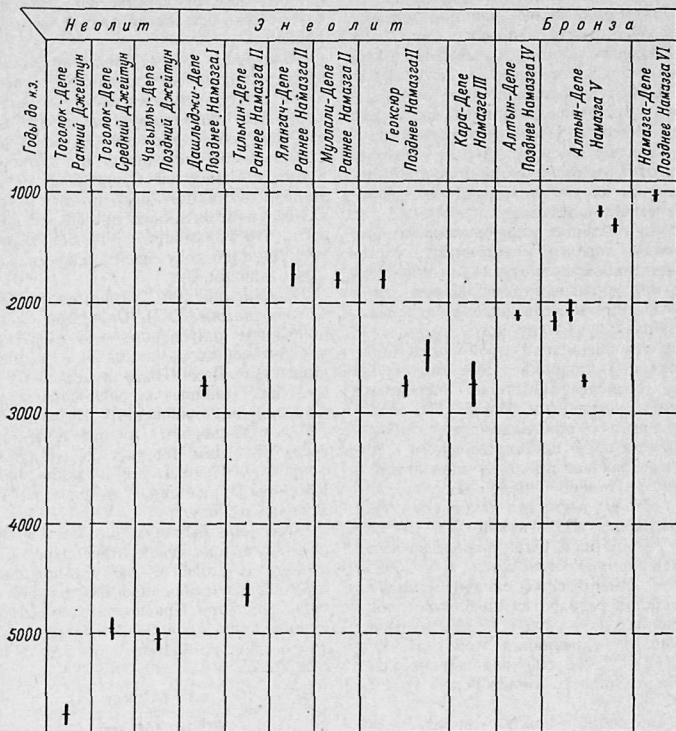 Неолит
Энеолит
Бронза
Годы до н.э.
Тоголок-Депе
Ранний Джейтун
Тоголок-Депе
Средний Джейтун
Чагыллы-Депе
Поздний Джейтун
Дашлыджи-Депе
Позднее Намазга I
Тилькин-Депе
Раннее Намазга II
Ялангач-Депе
Раннее Намазга II
Муллали-Депе
Раннее Намазга II
Геоксюр
Позднее Намазга II
Кара-Депе
Намазга III
Алтын-Депе
Позднее Намазга IV
Алтын-Депе
Намазга V
Намазга-Депе
Позднее Намазга VI
1000
2000
3000
4000
5000